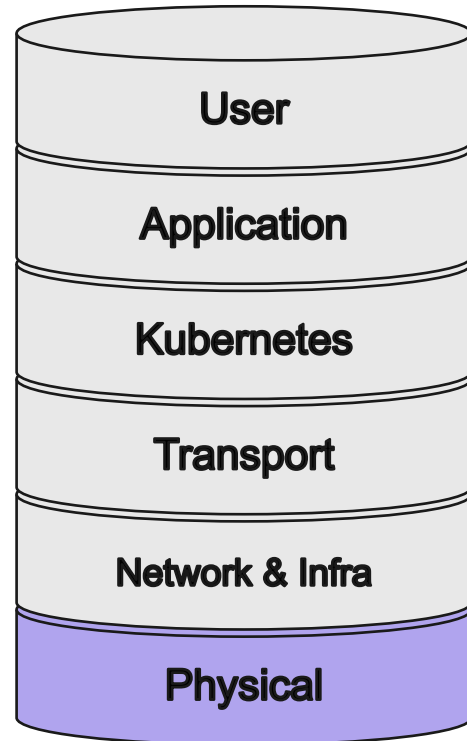 User
Application
Kubernetes
Transport
Network & Infra
Physical